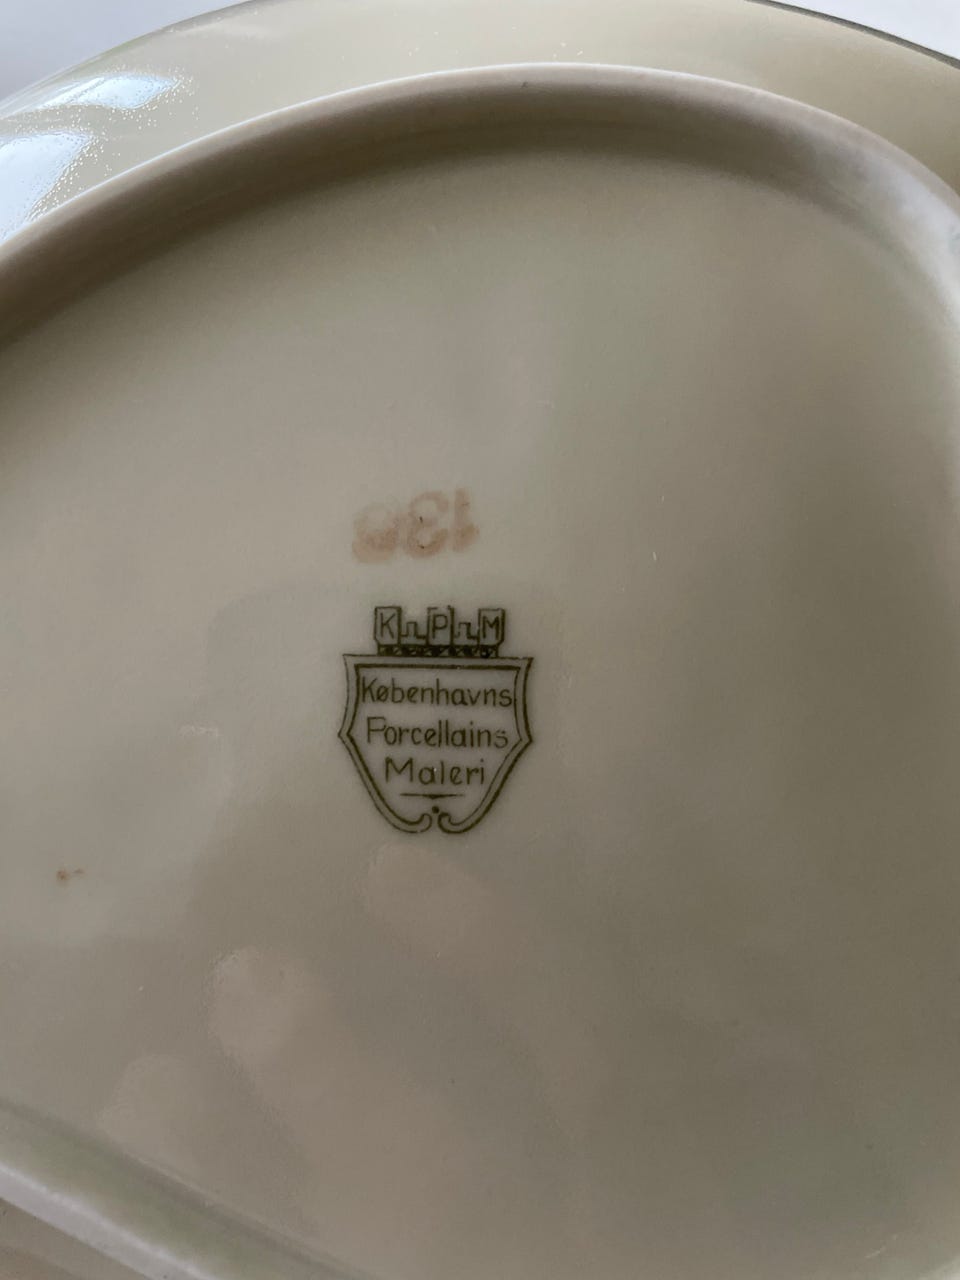 K P M
Københavns
Porcellains
Maleri